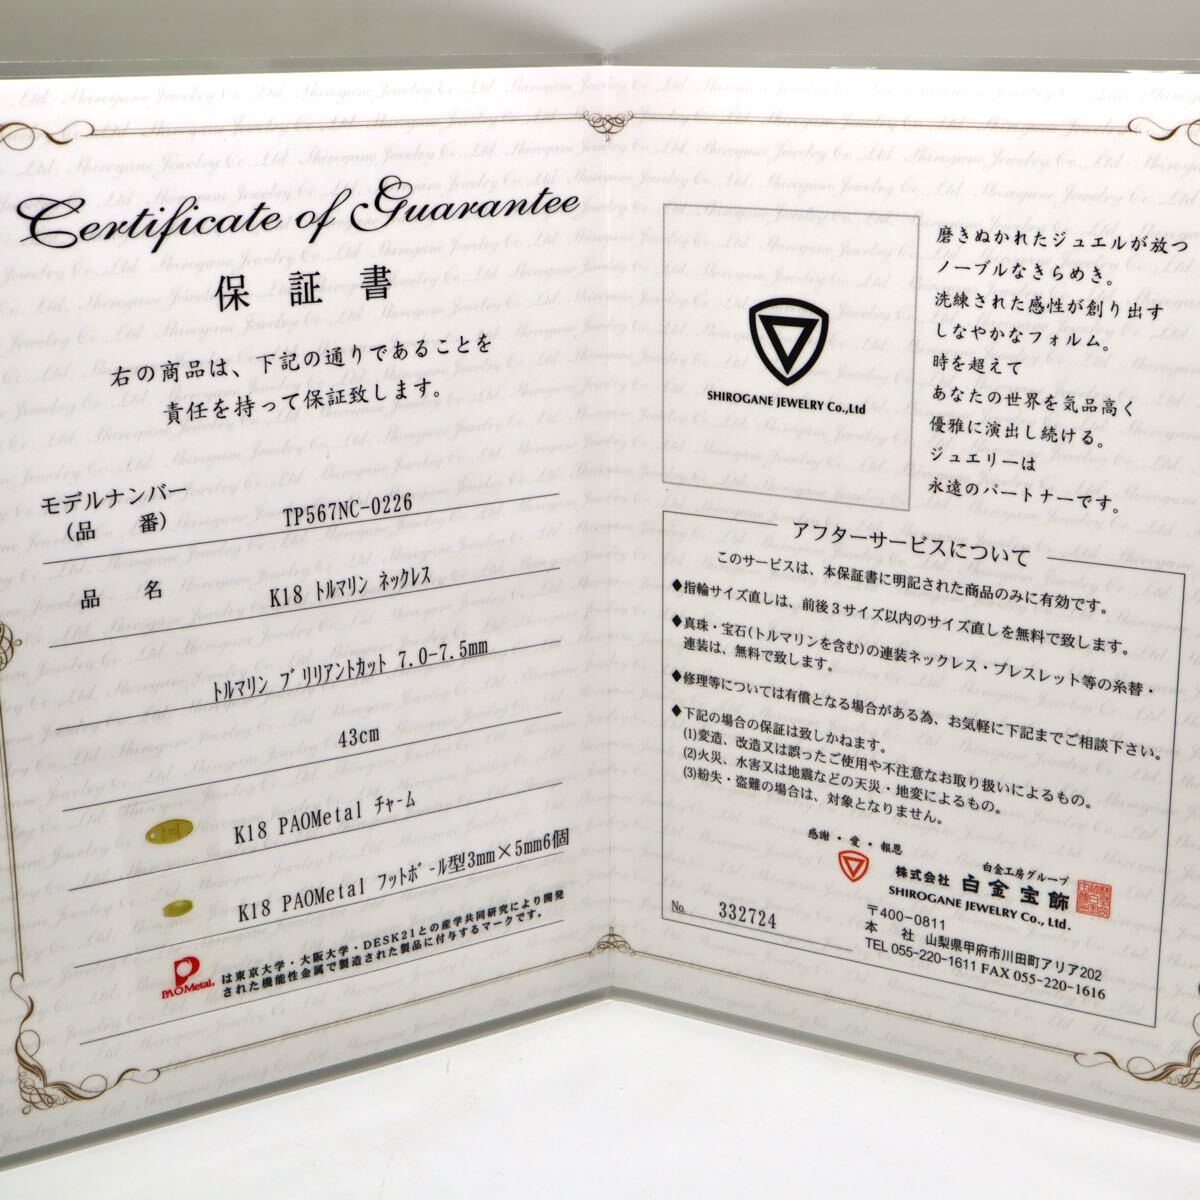 Certificate of Guarantee
保証書
右の商品は、下記の通りであることを
責任を持って保証致します。
モデルナンバー
(品　番)
TP567NC-0226
品　名
K18 トルマリン ネックレス
トルマリン ブリリアントカット 7.0-7.5mm
43cm
K18 PAOMetal チャーム
K18 PAOMetal フットボール型3mm×5mm6個
PAOMetal. は東京大学・大阪大学・DESK21との産学共同研究により開発
された機能性金属で製造された製品に付与するマークです。
SHIROGANE JEWELRY Co.,Ltd
磨きぬかれたジュエルが放つ
ノーブルなきらめき。
洗練された感性が創り出す
しなやかなフォルム。
時を超えて
あなたの世界を気品高く
優雅に演出し続ける。
ジュエリーは
永遠のパートナーです。
アフターサービスについて
このサービスは、本保証書に明記された商品のみに有効です。
◆指輪サイズ直しは、前後3サイズ以内のサイズ直しを無料で致します。
◆真珠・宝石(トルマリンを含む)の連装ネックレス・ブレスレット等の糸替・
連装は、無料で致します。
◆修理等については有償となる場合がある為、お気軽に下記までご相談下さい。
◆下記の場合の保証は致しかねます。
(1)変造、改造又は誤ったご使用や不注意なお取り扱いによるもの。
(2)火災、水害又は地震などの天災・地変によるもの。
(3)紛失・盗難の場合は、対象となりません。
感謝・愛・報恩
白金工房グループ
株式会社 白金宝飾
SHIROGANE JEWELRY Co., Ltd.
No. 332724
〒400-0811
本　社 山梨県甲府市川田町アリア202
TEL 055-220-1611 FAX 055-220-1616